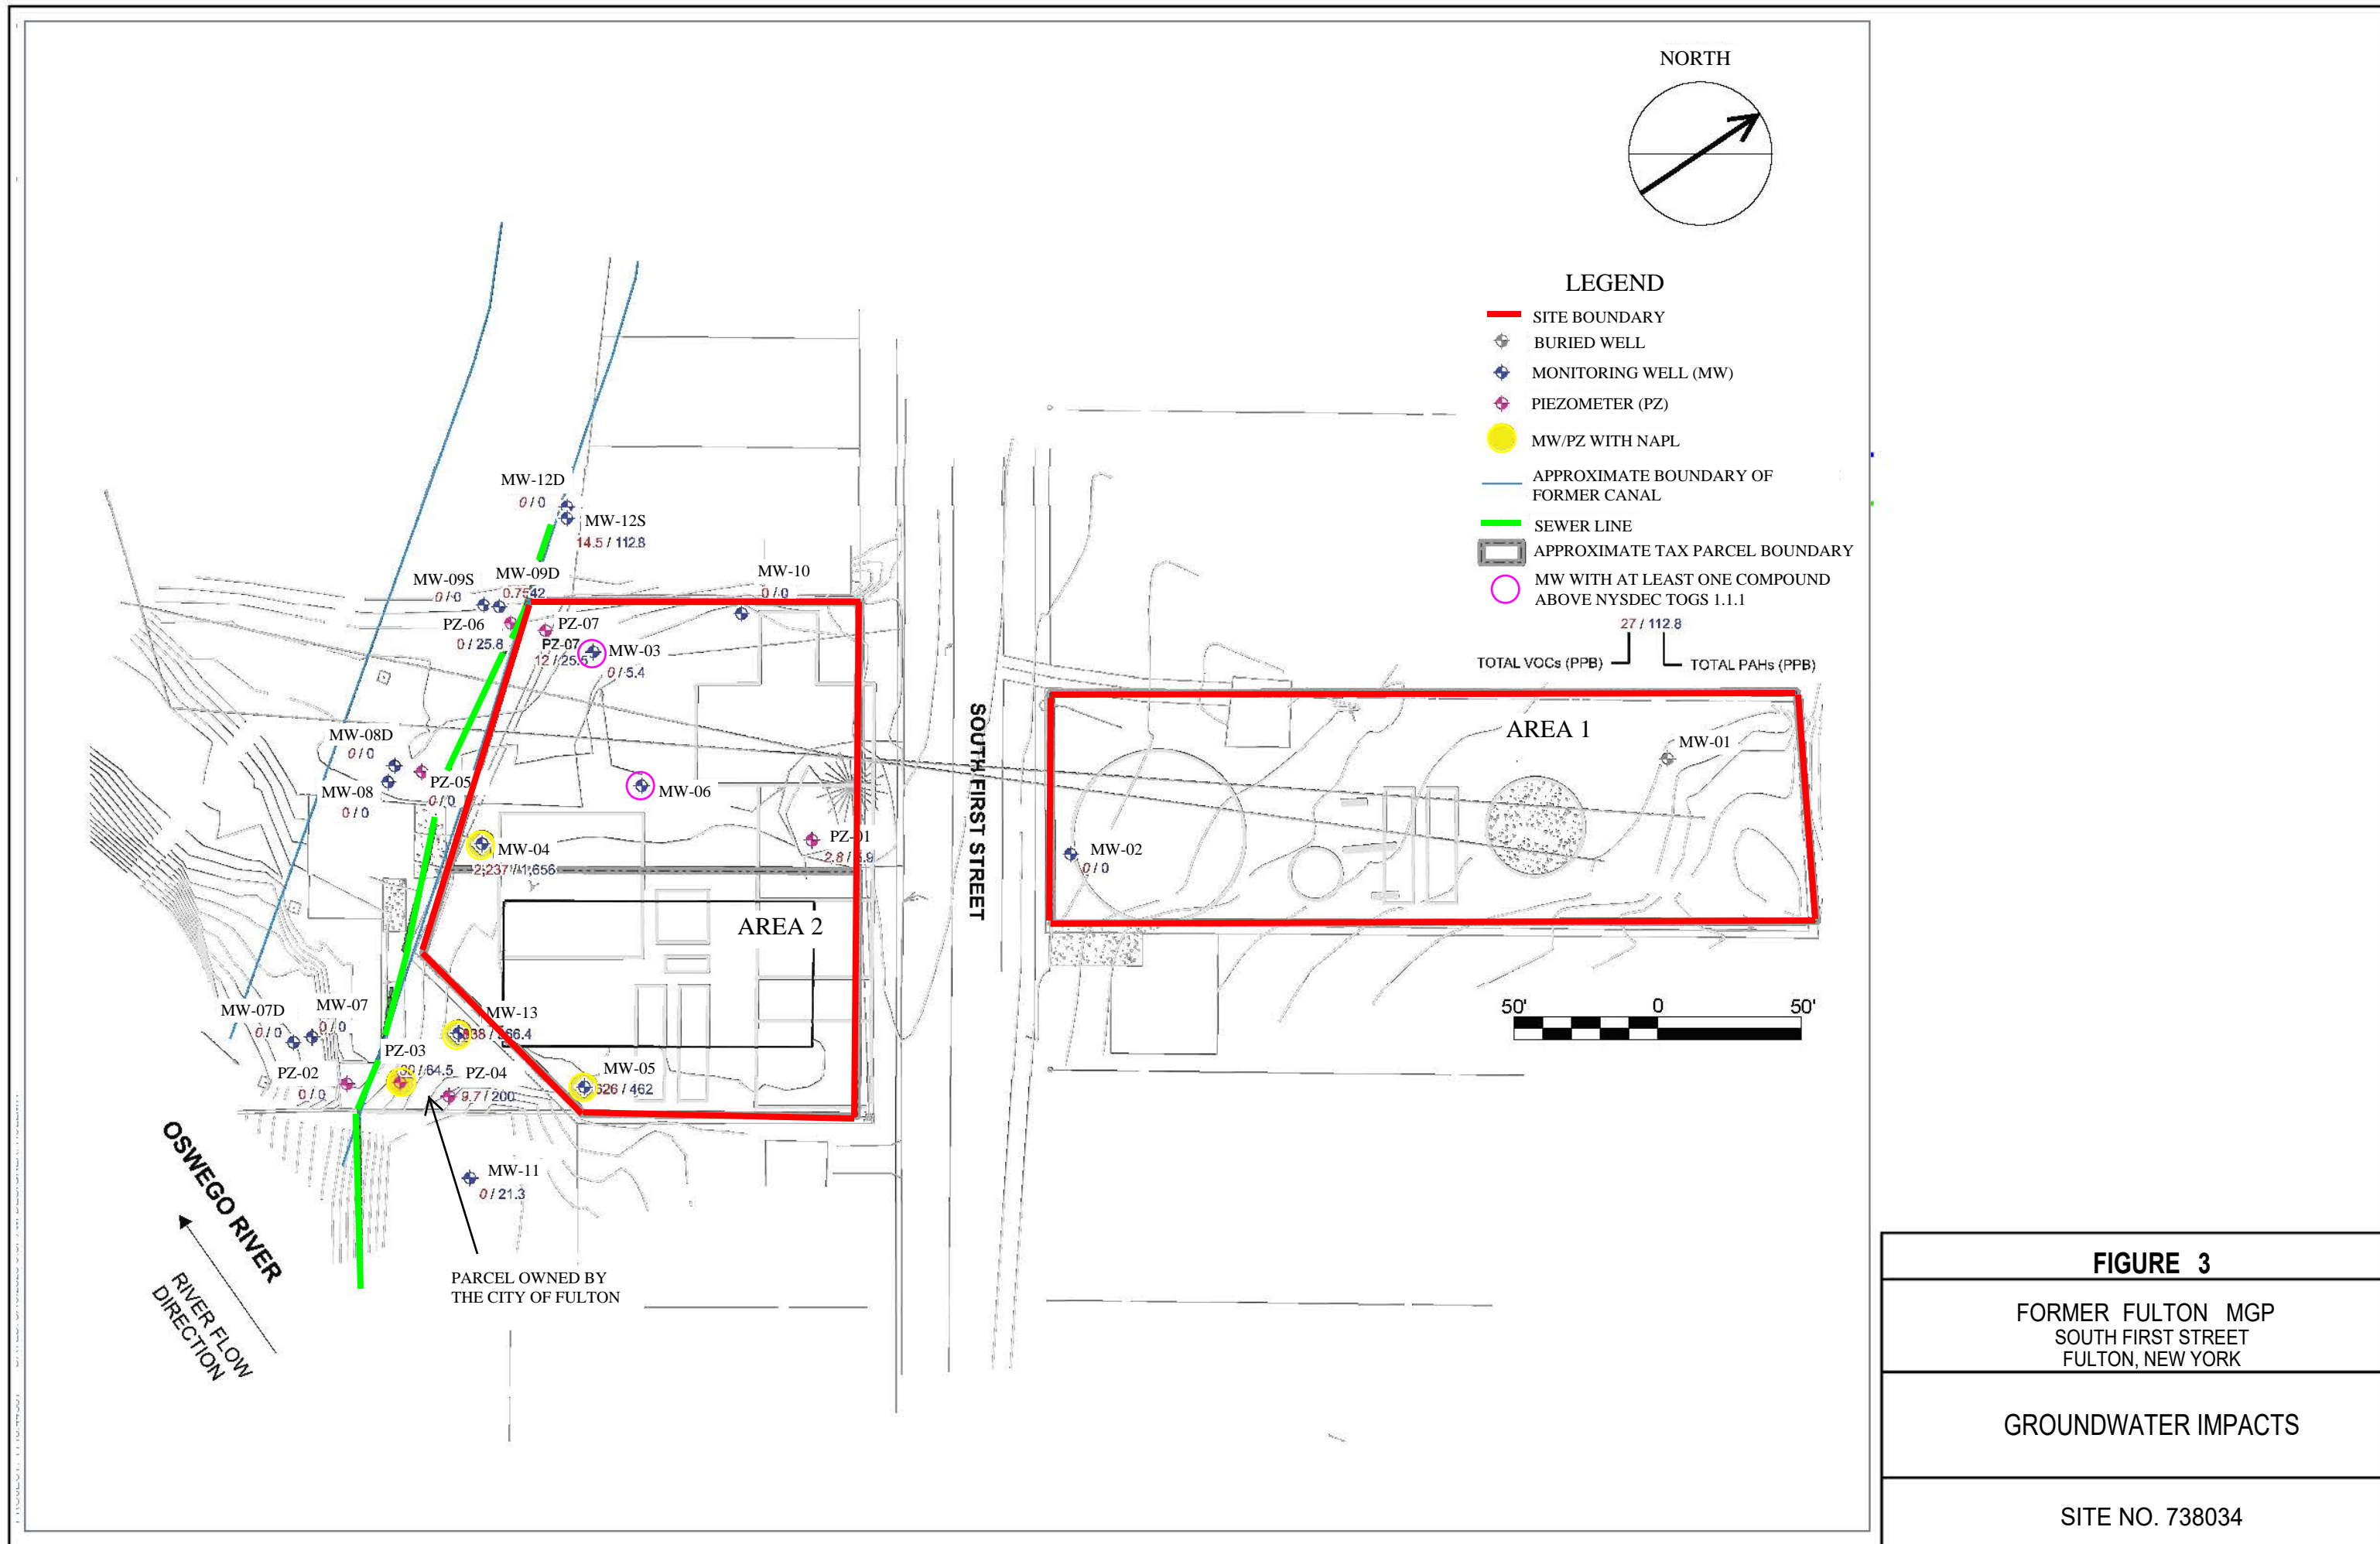 NORTH
LEGEND
SITE BOUNDARY
BURIED WELL
MONITORING WELL (MW)
PIEZOMETER (PZ)
MW/PZ WITH NAPL
APPROXIMATE BOUNDARY OF
FORMER CANAL
SEWER LINE
APPROXIMATE TAX PARCEL BOUNDARY
MW WITH AT LEAST ONE COMPOUND
ABOVE NYSDEC TOGS 1.1.1
27 / 112.8
TOTAL VOCs (PPB)
TOTAL PAHs (PPB)
MW-12D
0 / 0
MW-12S
14.5 / 112.8
MW-09S
0 / 0
MW-09D
MW-10
0 / 0
PZ-06
0 / 25.8
PZ-07
PZ-07
MW-03
0 / 5.4
MW-08D
0 / 0
MW-08
0 / 0
PZ-05
0 / 0
MW-06
MW-04
2,237 / 1,656
PZ-01
AREA 1
MW-01
MW-02
0 / 0
AREA 2
SOUTH FIRST STREET
50'
0
50'
MW-07D
0 / 0
MW-07
0 / 0
MW-13
PZ-03
PZ-02
0 / 0
PZ-04
9.7 / 200
MW-05
626 / 462
MW-11
0 / 21.3
OSWEGO RIVER
RIVER FLOW
DIRECTION
PARCEL OWNED BY
THE CITY OF FULTON
FIGURE 3
FORMER FULTON MGP
SOUTH FIRST STREET
FULTON, NEW YORK
GROUNDWATER IMPACTS
SITE NO. 738034